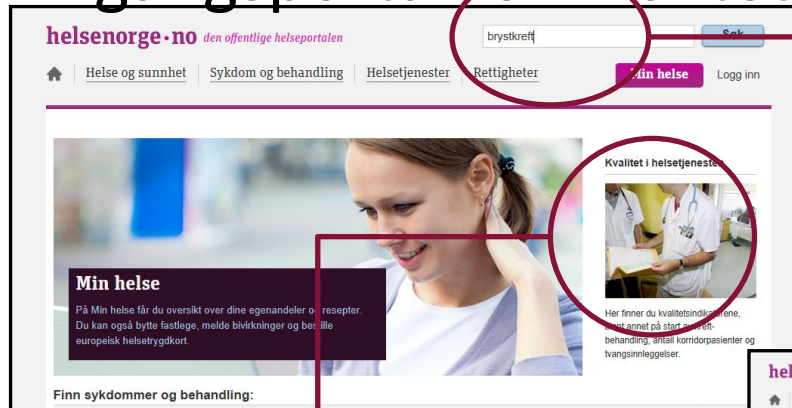 helsenorge·no den offentlige helseportalen
brystkreft
Søk
Helse og sunnhet Sykdom og behandling Helsetjenester Rettigheter Min helse Logg inn
Kvalitet i helsetjenesten
Min helse
På Min helse får du oversikt over dine egenandeler og resepter.
Du kan også bytte fastlege, melde bivirkninger og bestille
europeisk helsetrygdkort.
Her finner du kvalitetsindikatorene,
blant annet på start av kreft-
behandling, antall korridorpasienter og
tvangsinnleggelser.
Finn sykdommer og behandling:
hel